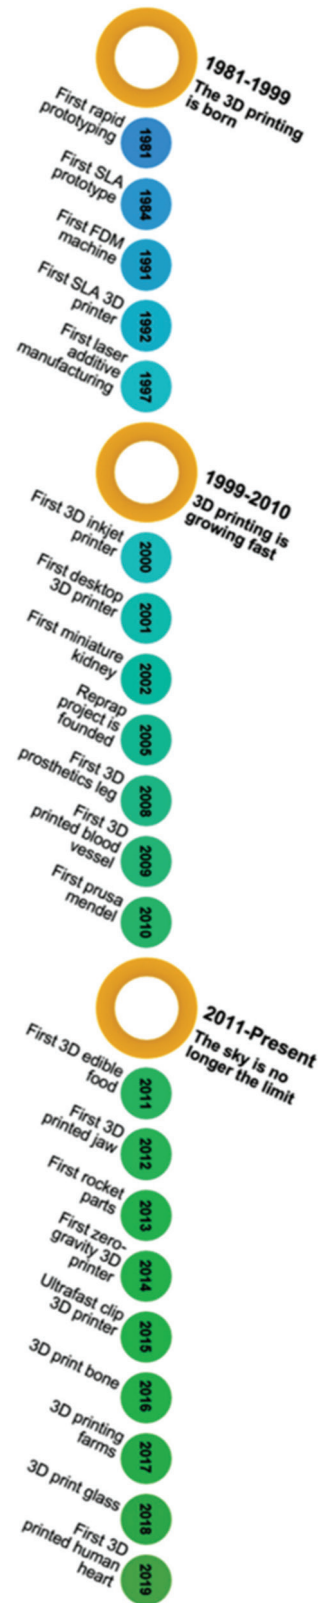 1981-1999
The 3D printing
is born
First rapid
prototyping
1981
First SLA
prototype
1984
First FDM
machine
1991
First SLA 3D
printer
1992
First laser
additive
manufacturing
1997
1999-2010
3D printing is
growing fast
First 3D inkjet
printer
2000
First desktop
3D printer
2001
First miniature
kidney
2002
Reprap
project is
founded
2005
First 3D
prosthetics leg
2008
First 3D
printed blood
vessel
2009
First prusa
mendel
2010
2011-Present
The sky is no
longer the limit
First 3D edible
food
2011
First 3D
printed jaw
2012
First rocket
parts
2013
First zero-
gravity 3D
printer
2014
Ultrafast clip
3D printer
2015
3D print bone
2016
3D printing
farms
2017
3D print glass
2018
First 3D
printed human
heart
2019